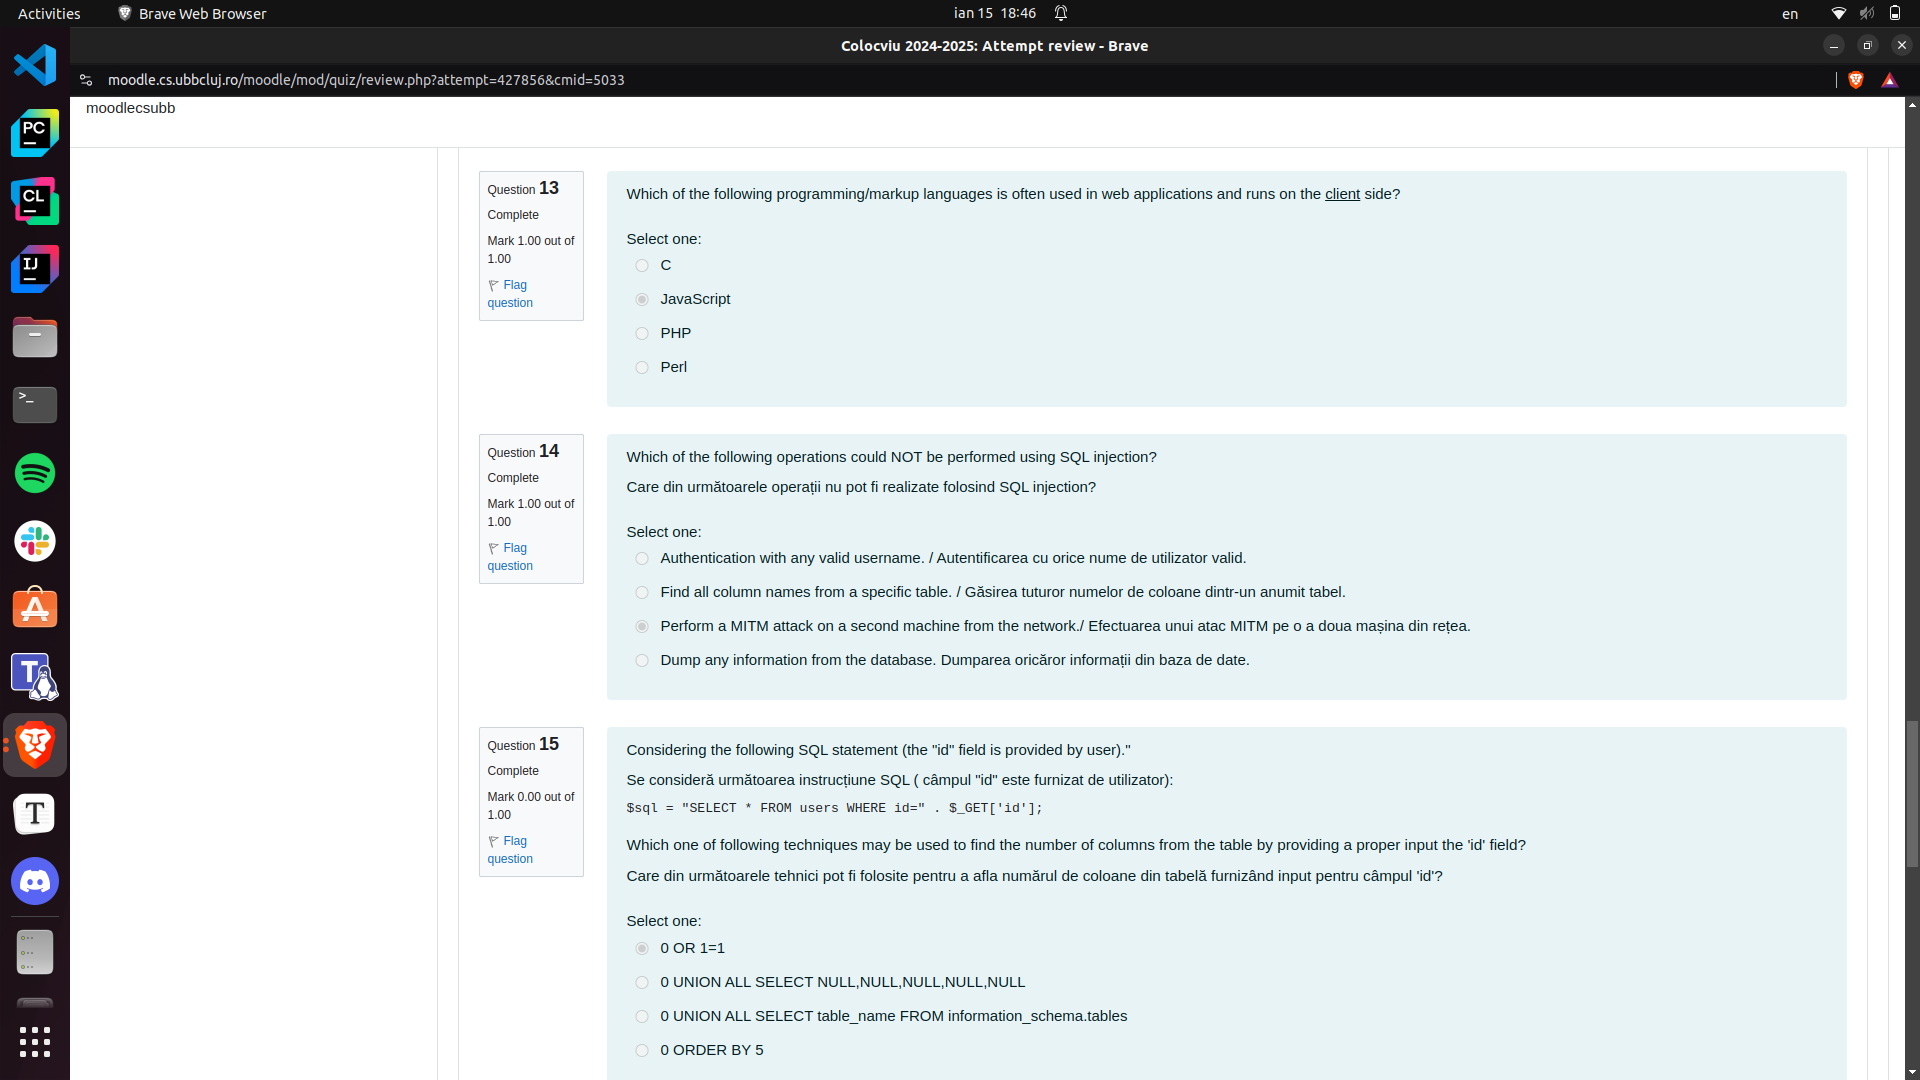 Activities
Brave Web Browser
ian 15 18:46
en
Colocviu 2024-2025: Attempt review - Brave
moodle.cs.ubbcluj.ro/moodle/mod/quiz/review.php?attempt=427856&cmid=5033
moodlecsubb
PC
CL
IJ
>_
T
T
Question 13
Complete
Mark 1.00 out of
1.00
Flag
question
Which of the following programming/markup languages is often used in web applications and runs on the client side?
Select one:
C
JavaScript
PHP
Perl
Question 14
Complete
Mark 1.00 out of
1.00
Flag
question
Which of the following operations could NOT be performed using SQL injection?
Care din următoarele operații nu pot fi realizate folosind SQL injection?
Select one:
Authentication with any valid username. / Autentificarea cu orice nume de utilizator valid.
Find all column names from a specific table. / Găsirea tuturor numelor de coloane dintr-un anumit tabel.
Perform a MITM attack on a second machine from the network./ Efectuarea unui atac MITM pe o a doua mașina din rețea.
Dump any information from the database. Dumparea oricăror informații din baza de date.
Question 15
Complete
Mark 0.00 out of
1.00
Flag
question
Considering the following SQL statement (the "id" field is provided by user)."
Se consideră următoarea instrucțiune SQL ( câmpul "id" este furnizat de utilizator):
$sql = "SELECT * FROM users WHERE id=" . $_GET['id'];
Which one of following techniques may be used to find the number of columns from the table by providing a proper input the 'id' field?
Care din următoarele tehnici pot fi folosite pentru a afla numărul de coloane din tabelă furnizând input pentru câmpul 'id'?
Select one:
0 OR 1=1
0 UNION ALL SELECT NULL,NULL,NULL,NULL,NULL
0 UNION ALL SELECT table_name FROM information_schema.tables
0 ORDER BY 5